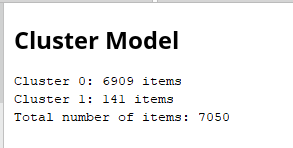 Cluster Model
Cluster 0: 6909 items
Cluster 1: 141 items
Total number of items: 7050